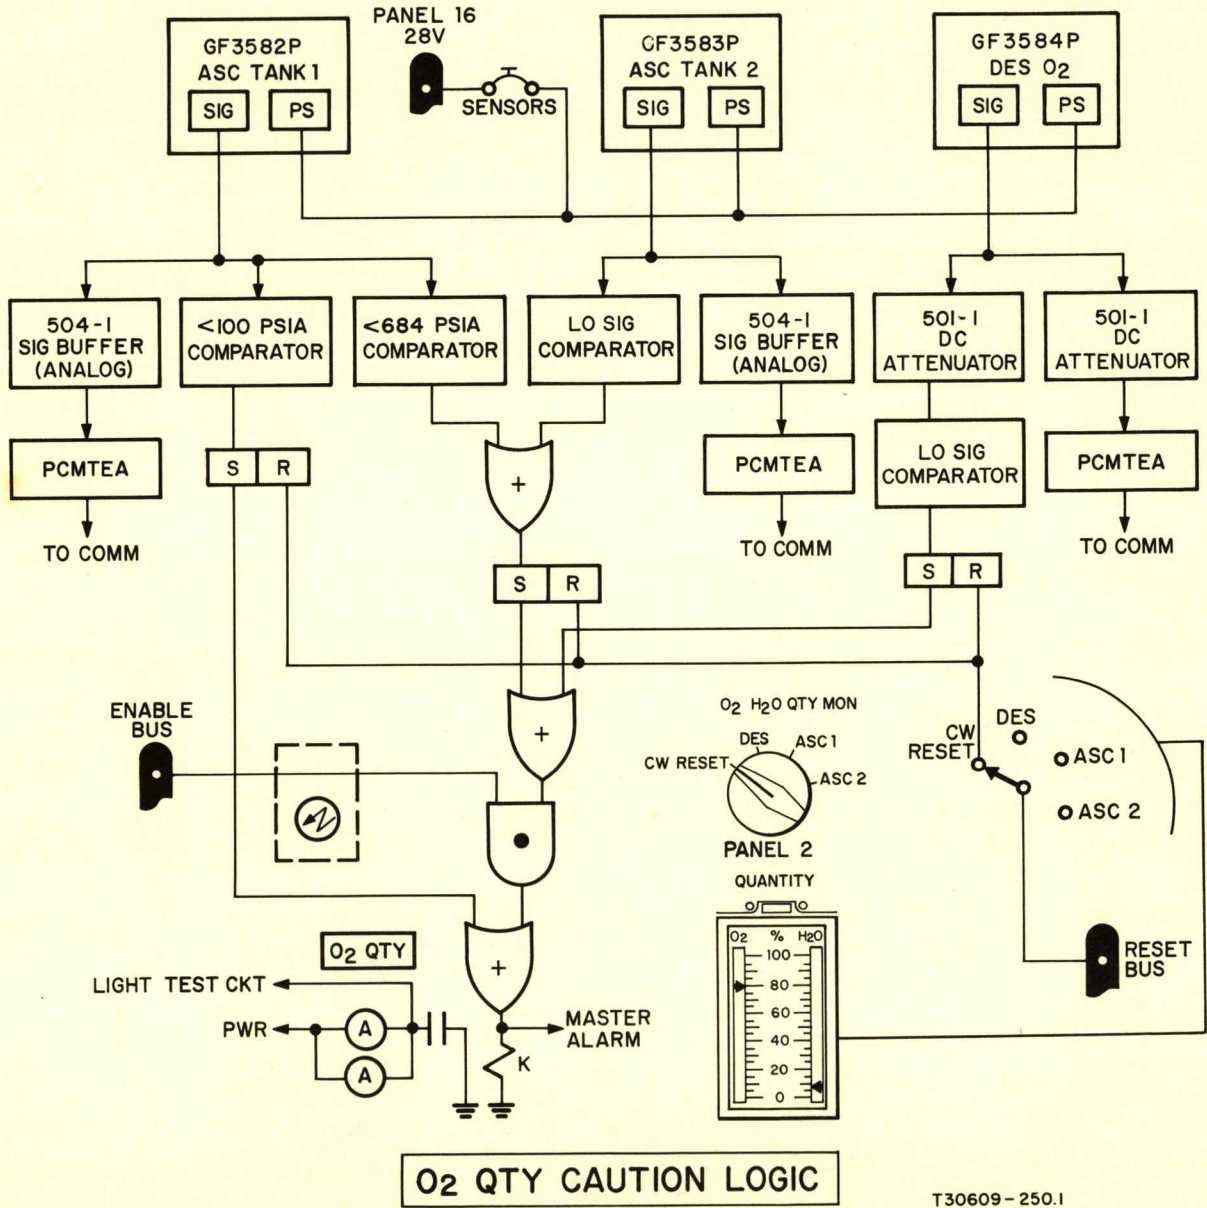 PANEL 16
28V
GF3582P
ASC TANK 1
SIG
PS
SENSORS
CF3583P
ASC TANK 2
SIG
PS
GF3584P
DES O2
SIG
PS
504-1
SIG BUFFER
(ANALOG)
<100 PSIA
COMPARATOR
<684 PSIA
COMPARATOR
LO SIG
COMPARATOR
504-1
SIG BUFFER
(ANALOG)
501-1
DC
ATTENUATOR
501-1
DC
ATTENUATOR
PCMTEA
S
R
+
PCMTEA
LO SIG
COMPARATOR
PCMTEA
TO COMM
TO COMM
TO COMM
S
R
S
R
ENABLE
BUS
+
O2 H2O QTY MON
CW RESET
DES
ASC 1
ASC 2
PANEL 2
CW
RESET
DES
ASC 1
ASC 2
RESET
BUS
QUANTITY
O2 % H2O
100
80
60
40
20
0
O2 QTY
LIGHT TEST CKT
PWR
A
A
+
MASTER
ALARM
K
O2 QTY CAUTION LOGIC
T30609-250.1